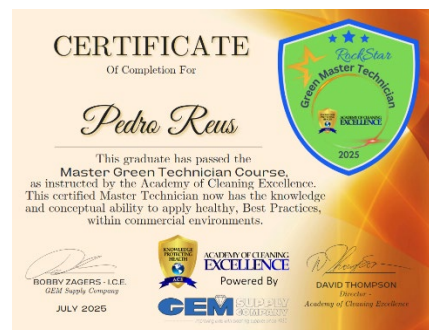 CERTIFICATE
Of Completion For
Pedro Reus
This graduate has passed the
Master Green Technician Course,
as instructed by the Academy of Cleaning Excellence.
This certified Master Technician now has the knowledge
and conceptual ability to apply healthy, Best Practices,
within commercial environments.
RockStar
Green Master Technician
ACADEMY OF CLEANING
EXCELLENCE
2025
BOBBY ZAGERS - I.C.E.
GEM Supply Company
JULY 2025
KNOWLEDGE
PROTECTING
HEALTH
ACE
ACADEMY OF CLEANING
EXCELLENCE
Powered By
GEM SUPPLY
COMPANY
DAVID THOMPSON
Director -
Academy of Cleaning Excellence